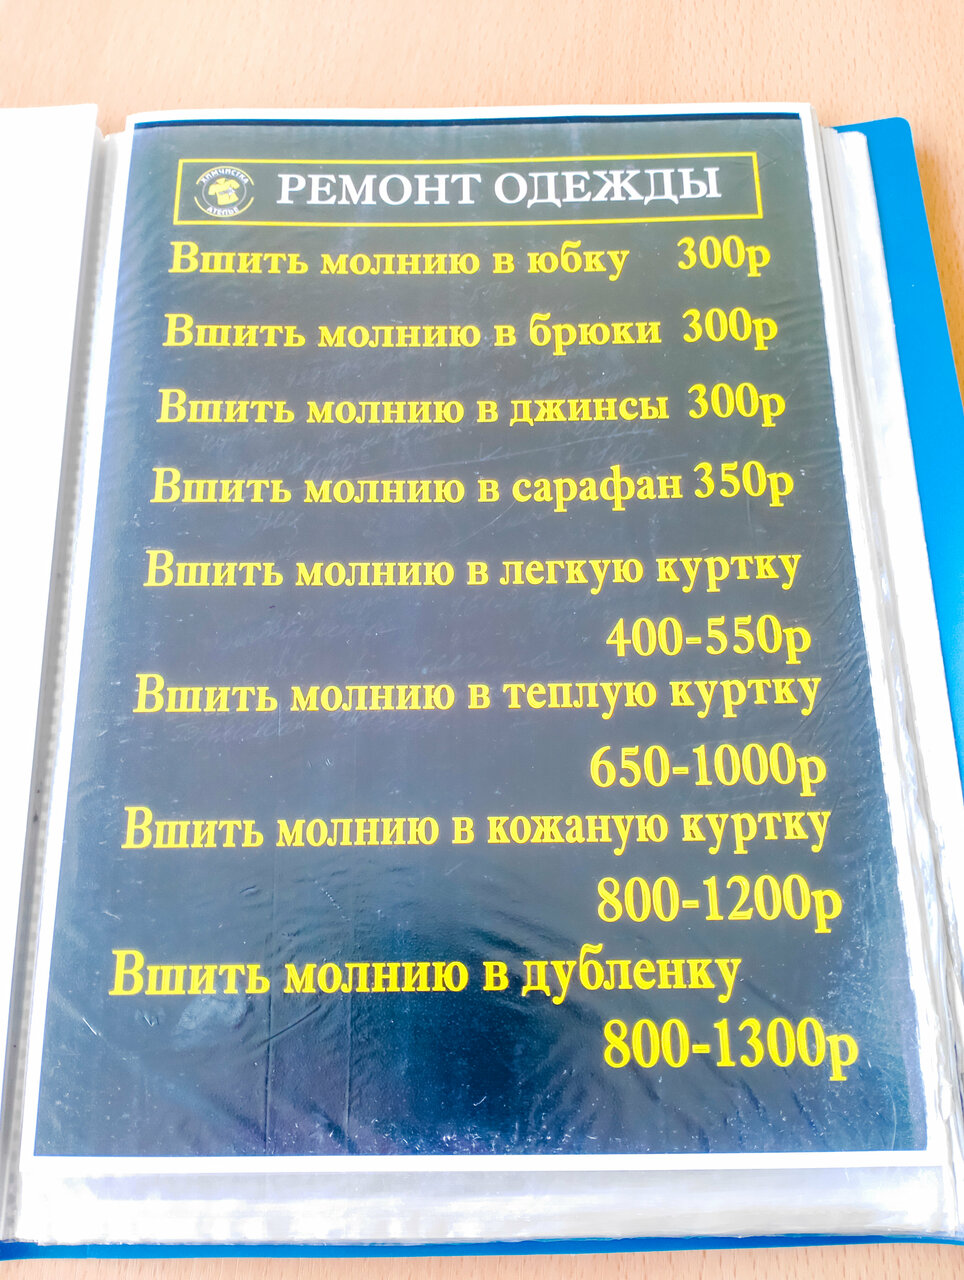 ХИМЧИСТКА
АТЕЛЬЕ
РЕМОНТ ОДЕЖДЫ
Вшить молнию в юбку 300р
Вшить молнию в брюки 300р
Вшить молнию в джинсы 300р
Вшить молнию в сарафан 350р
Вшить молнию в легкую куртку
400-550р
Вшить молнию в теплую куртку
650-1000р
Вшить молнию в кожаную куртку
800-1200р
Вшить молнию в дубленку
800-1300р